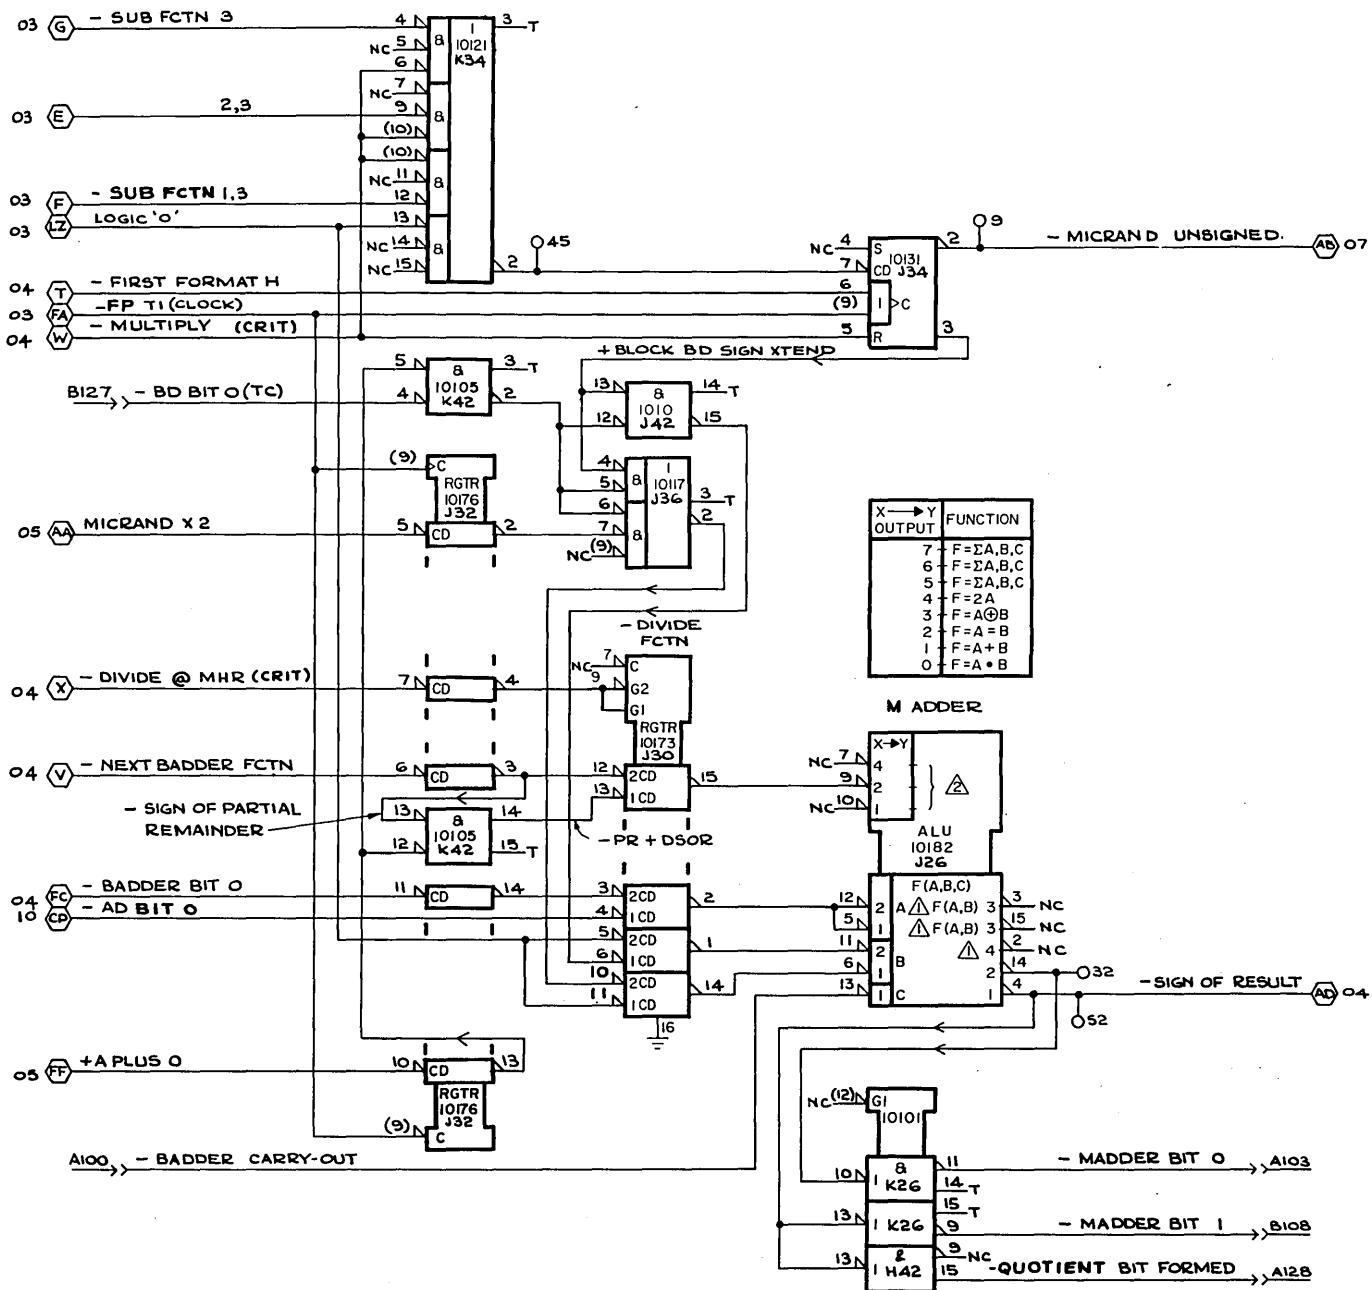 03 G - SUB FCTN 3 4 3 T
1
10121
K34
&
NC 5
6
NC 7
03 E 2,3 9 &
(10)
(10)
NC 11 &
03 F - SUB FCTN 1,3 12
03 LZ LOGIC '0' 13
NC 14 &
NC 15 2 45
04 T - FIRST FORMAT H 6
03 FA -FP T1 (CLOCK) (9)
04 W - MULTIPLY (CRIT) 5
NC 4 S 2 9 - MICRAND UNSIGNED. AB 07
7 CD 10131
J34
1 >C
R 3
+ BLOCK BD SIGN XTEND
B127 - BD BIT 0 (TC) 4
5 & 3 T
10105 2
K42
13 & 14 T
1010
12 J42 15
(9) >C
RGTR
10176
J32
05 AA MICRAND X 2 5 CD 2
4 1
& 10117
5 J36 3 T
6 2
7 &
NC (9)
X → Y
OUTPUT FUNCTION
7 F=ΣA,B,C
6 F=ΣA,B,C
5 F=ΣA,B,C
4 F=2A
3 F=A⊕B
2 F=A=B
1 F=A+B
0 F=A•B
M ADDER
- DIVIDE
FCTN
NC 7 C
9 G2
G1
RGTR
10173
J30
04 X - DIVIDE @ MHR (CRIT) 7 CD 4
04 V - NEXT BADDER FCTN 6 CD 3 12 2CD 15
13 1CD
- SIGN OF PARTIAL
REMAINDER
13 & 14
10105
12 K42 15 T
- PR + DSOR
X→Y
NC 7 4
9 2
NC 10 1
2
ALU
10182
J26
04 FC - BADDER BIT 0 11 CD 14 3 2CD 2
10 CP - AD BIT 0 4 1CD
5 2CD 1
6 1CD
10 2CD 14
11 1CD
16
F(A,B,C)
12 2 A 1 F(A,B) 3 3 NC
5 1 1 F(A,B) 3 15 NC
11 2 B 1 4 2 NC
6 1 2 14 32
13 1 C 1 4 - SIGN OF RESULT AD 04
52
05 FF +A PLUS 0 10 CD 13
RGTR
10176
J32
(9) C
A100 - BADDER CARRY-OUT
NC (12) G1
10101
10 1 & K26 11 - MADDER BIT 0 A103
14 T
15 T
13 1 K26 9 - MADDER BIT 1 B108
13 1 & H42 9 NC
15 -QUOTIENT BIT FORMED A128